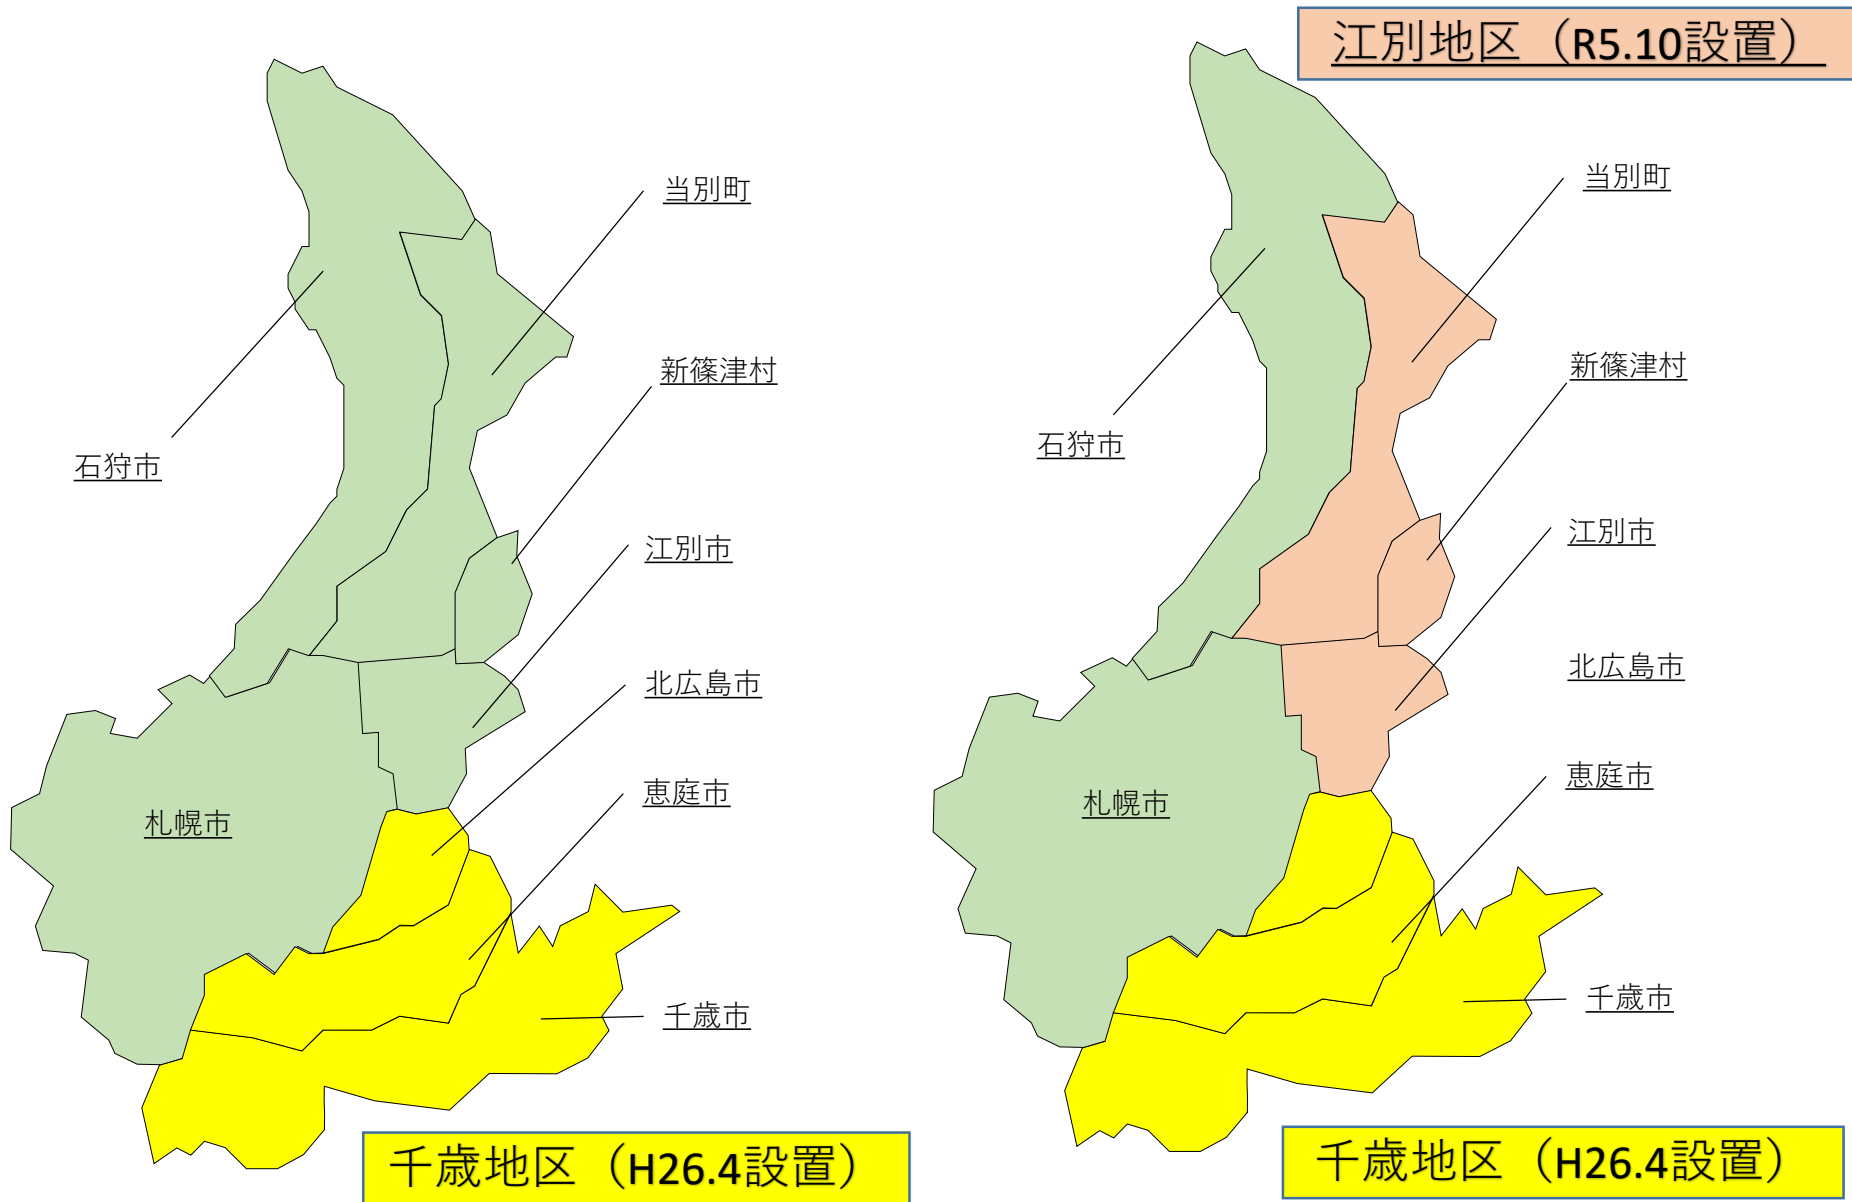 当別町
新篠津村
石狩市
江別市
北広島市
恵庭市
札幌市
千歳市
千歳地区（H26.4設置）
江別地区（R5.10設置）
当別町
新篠津村
石狩市
江別市
北広島市
恵庭市
札幌市
千歳市
千歳地区（H26.4設置）